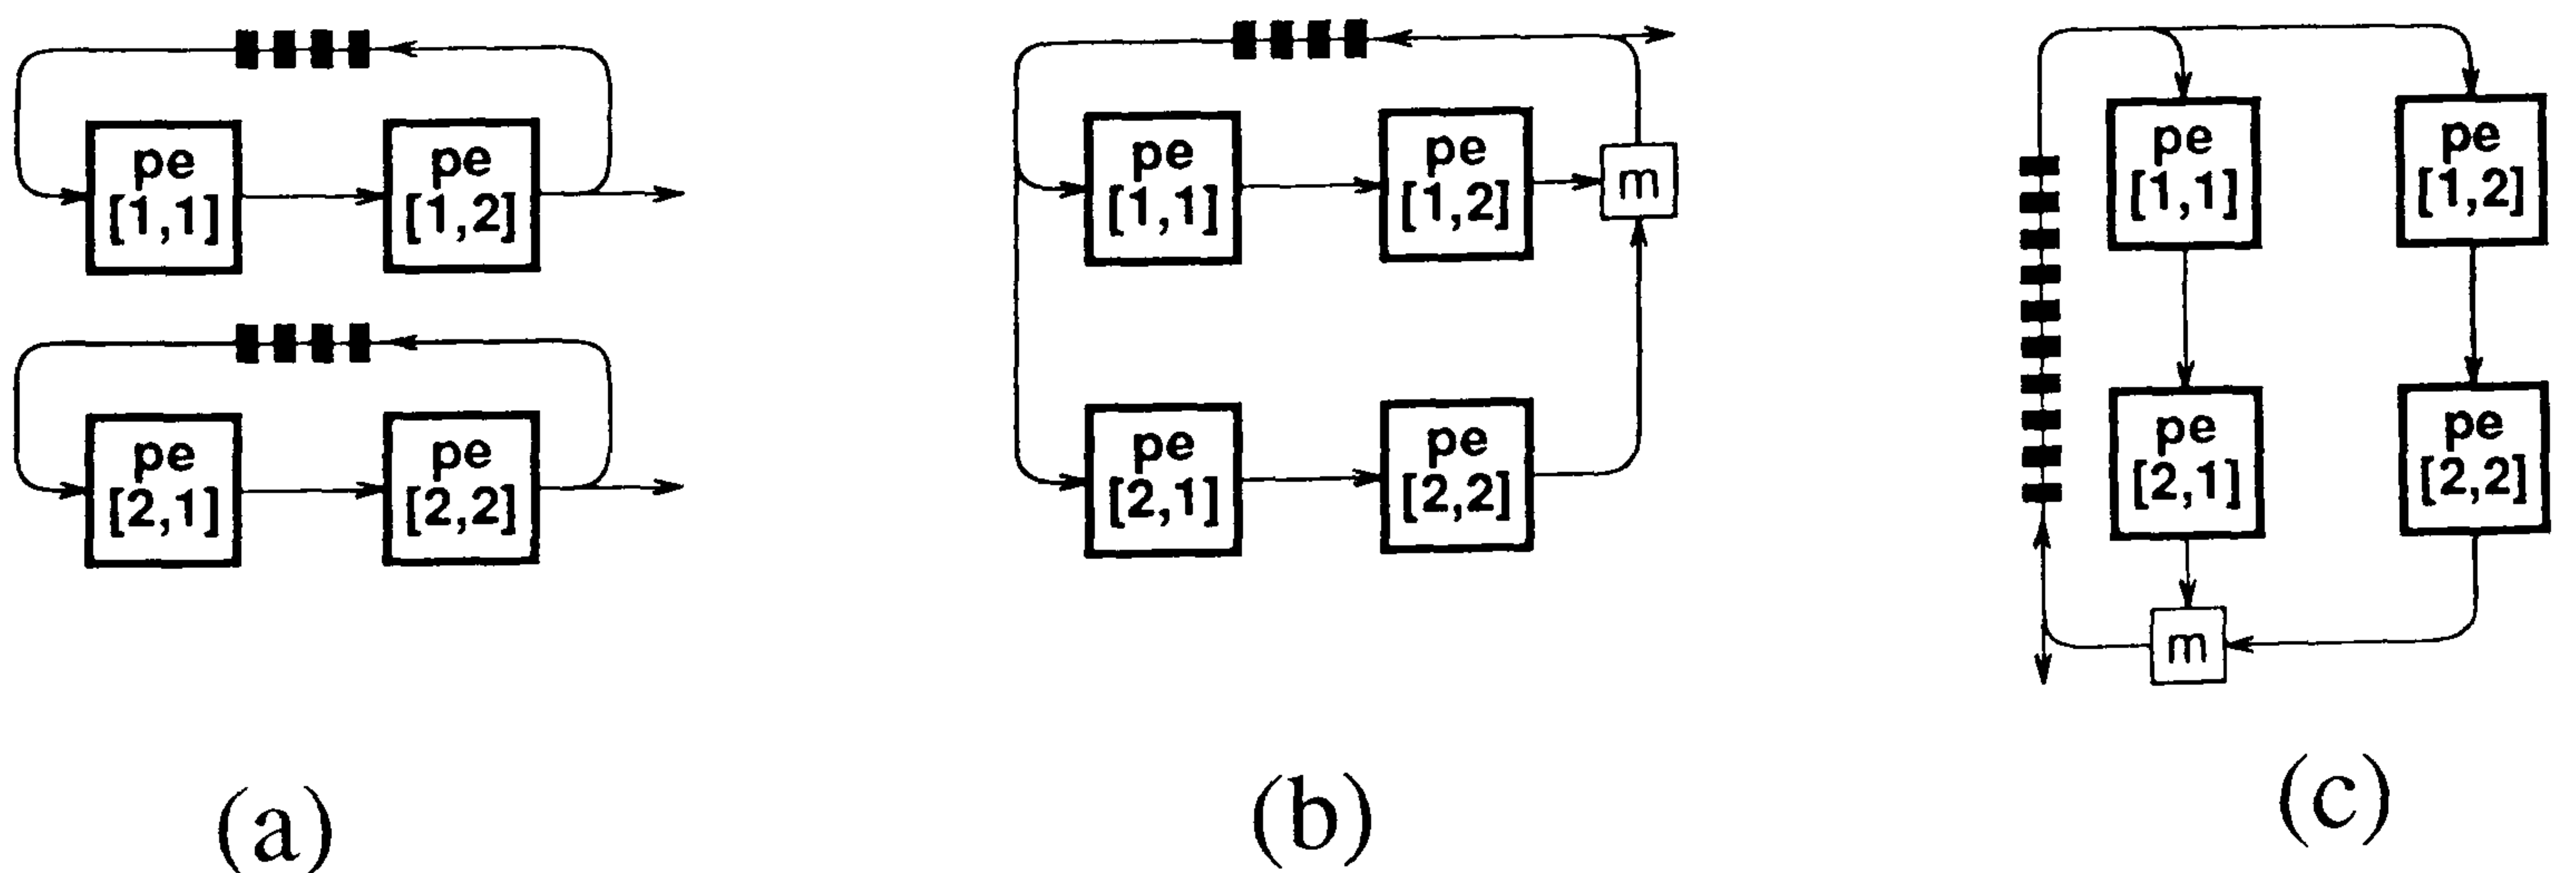 pe
[1,1]
pe
[1,2]
pe
[2,1]
pe
[2,2]
(a)
pe
[1,1]
pe
[1,2]
m
pe
[2,1]
pe
[2,2]
(b)
pe
[1,1]
pe
[1,2]
pe
[2,1]
pe
[2,2]
m
(c)